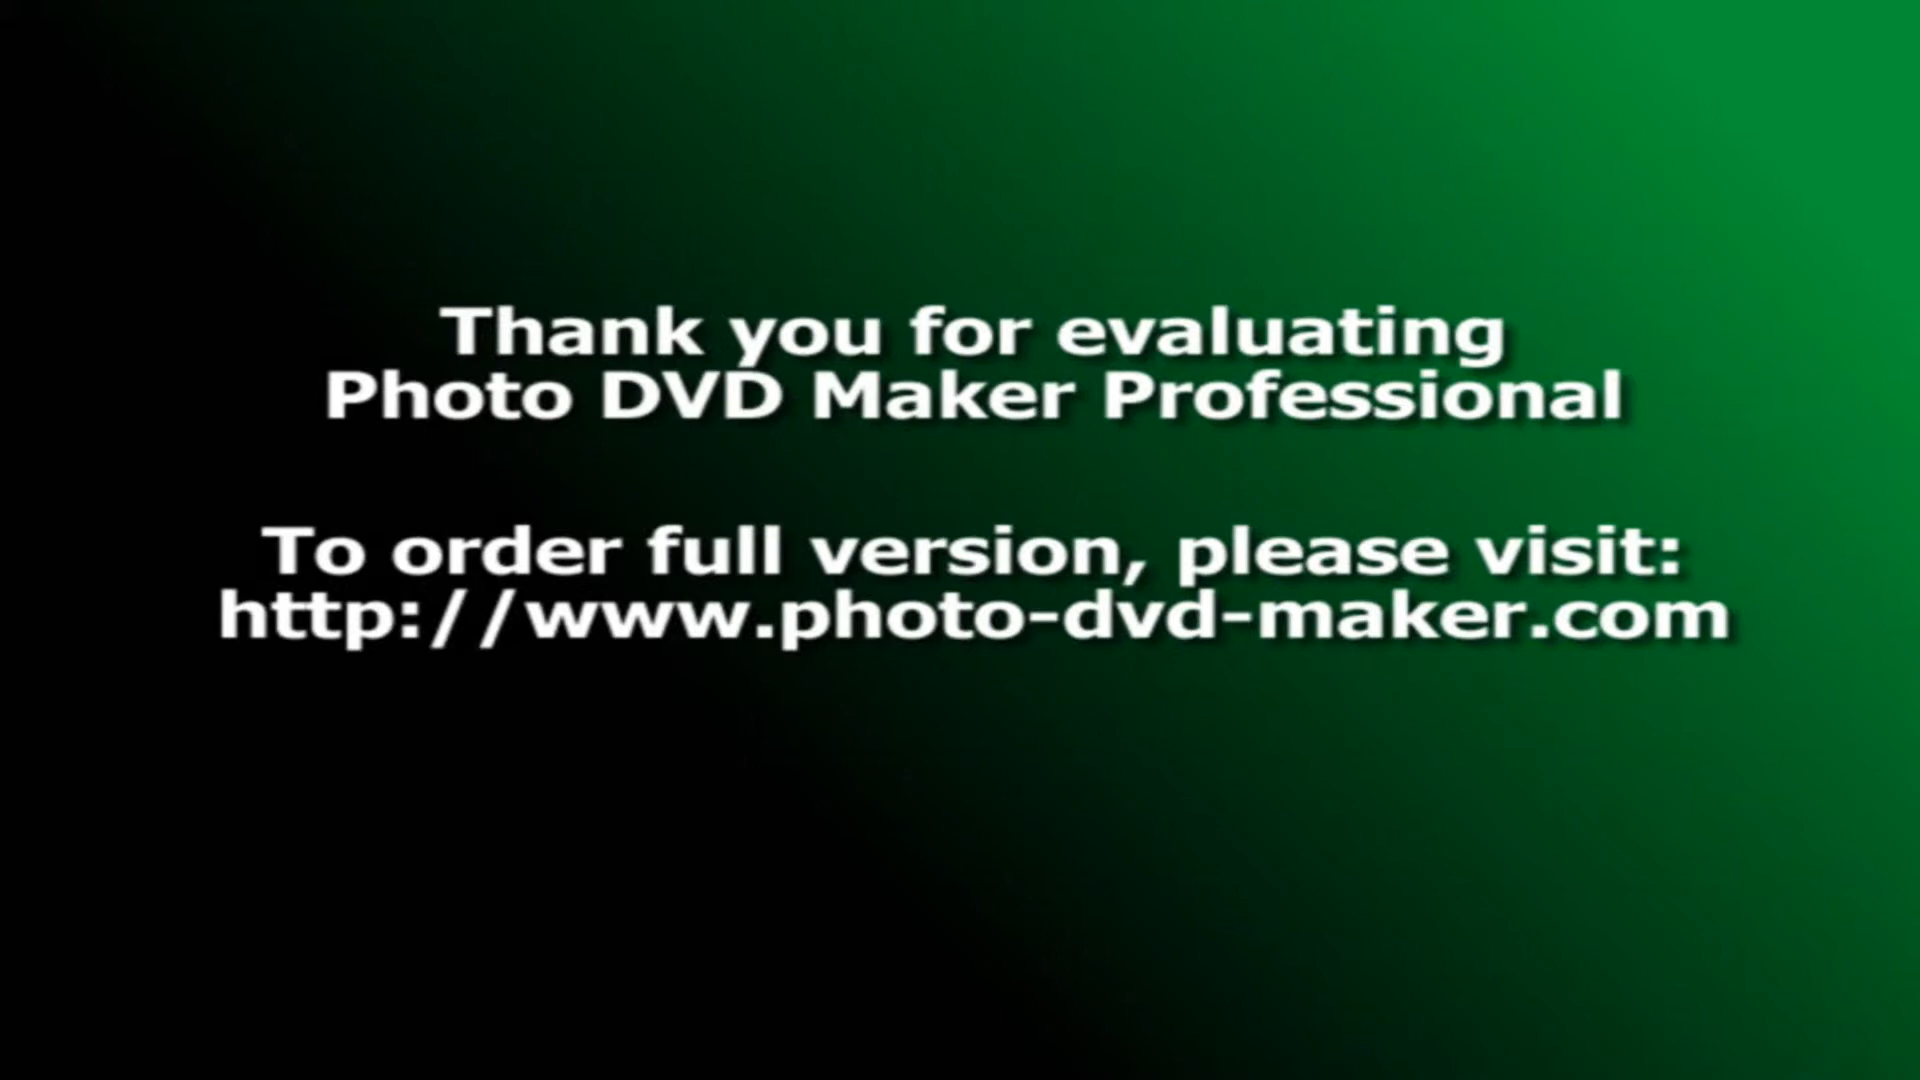 Thank you for evaluating
Photo DVD Maker Professional
To order full version, please visit:
http://www.photo-dvd-maker.com